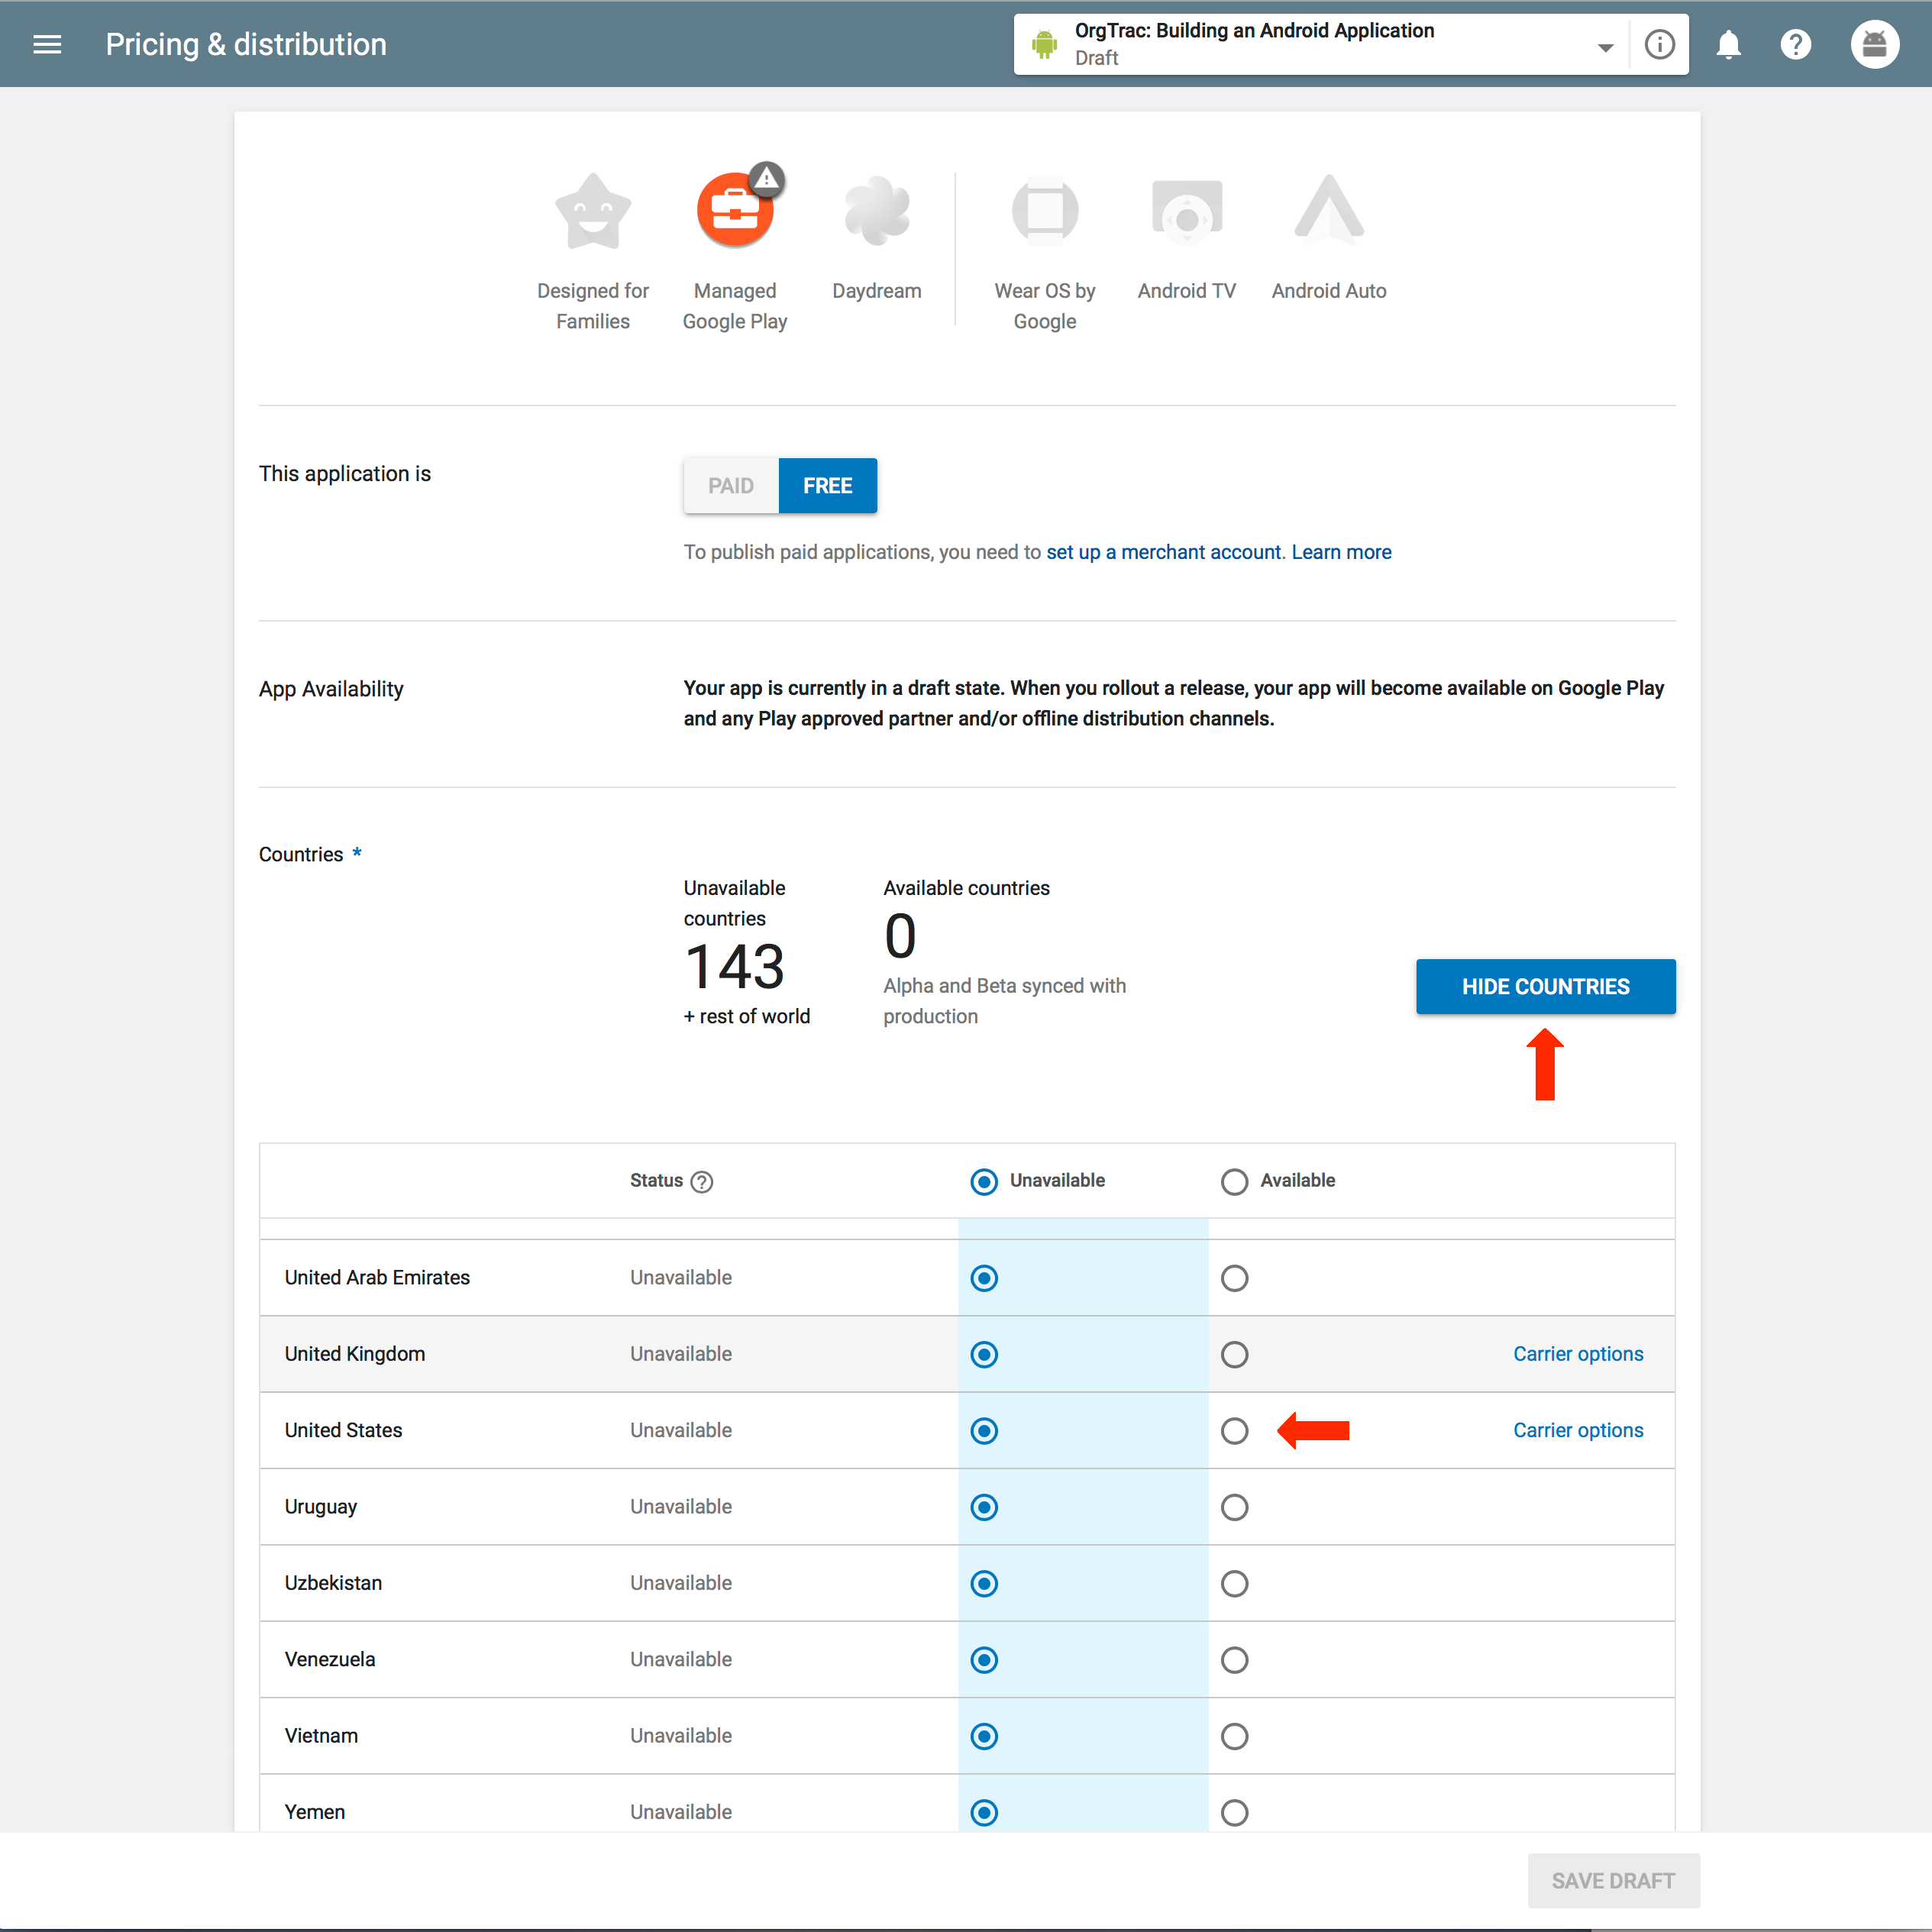 Pricing & distribution
OrgTrac: Building an Android Application
Draft
Designed for
Families
Managed
Google Play
Daydream
Wear OS by
Google
Android TV
Android Auto
This application is
PAID
FREE
To publish paid applications, you need to set up a merchant account. Learn more
App Availability
Your app is currently in a draft state. When you rollout a release, your app will become available on Google Play
and any Play approved partner and/or offline distribution channels.
Countries *
Unavailable
countries
143
+ rest of world
Available countries
0
Alpha and Beta synced with
production
HIDE COUNTRIES
Status ? Unavailable Available
United Arab Emirates Unavailable
United Kingdom Unavailable Carrier options
United States Unavailable Carrier options
Uruguay Unavailable
Uzbekistan Unavailable
Venezuela Unavailable
Vietnam Unavailable
Yemen Unavailable
SAVE DRAFT